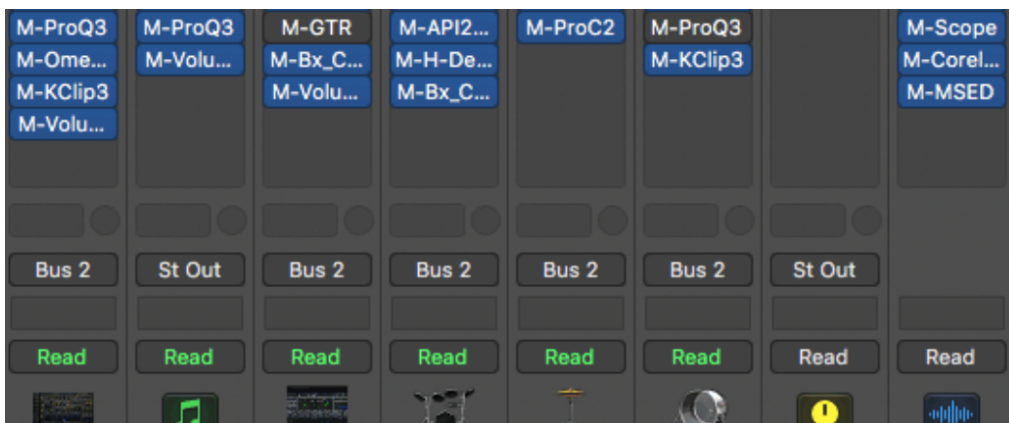 M-ProQ3 M-ProQ3 M-GTR M-API2... M-ProC2 M-ProQ3 M-Scope
M-Ome... M-Volu... M-Bx_C... M-H-De... M-KClip3 M-Corel...
M-KClip3 M-Volu... M-Bx_C... M-MSED
M-Volu...
Bus 2 St Out Bus 2 Bus 2 Bus 2 Bus 2 St Out
Read Read Read Read Read Read Read Read